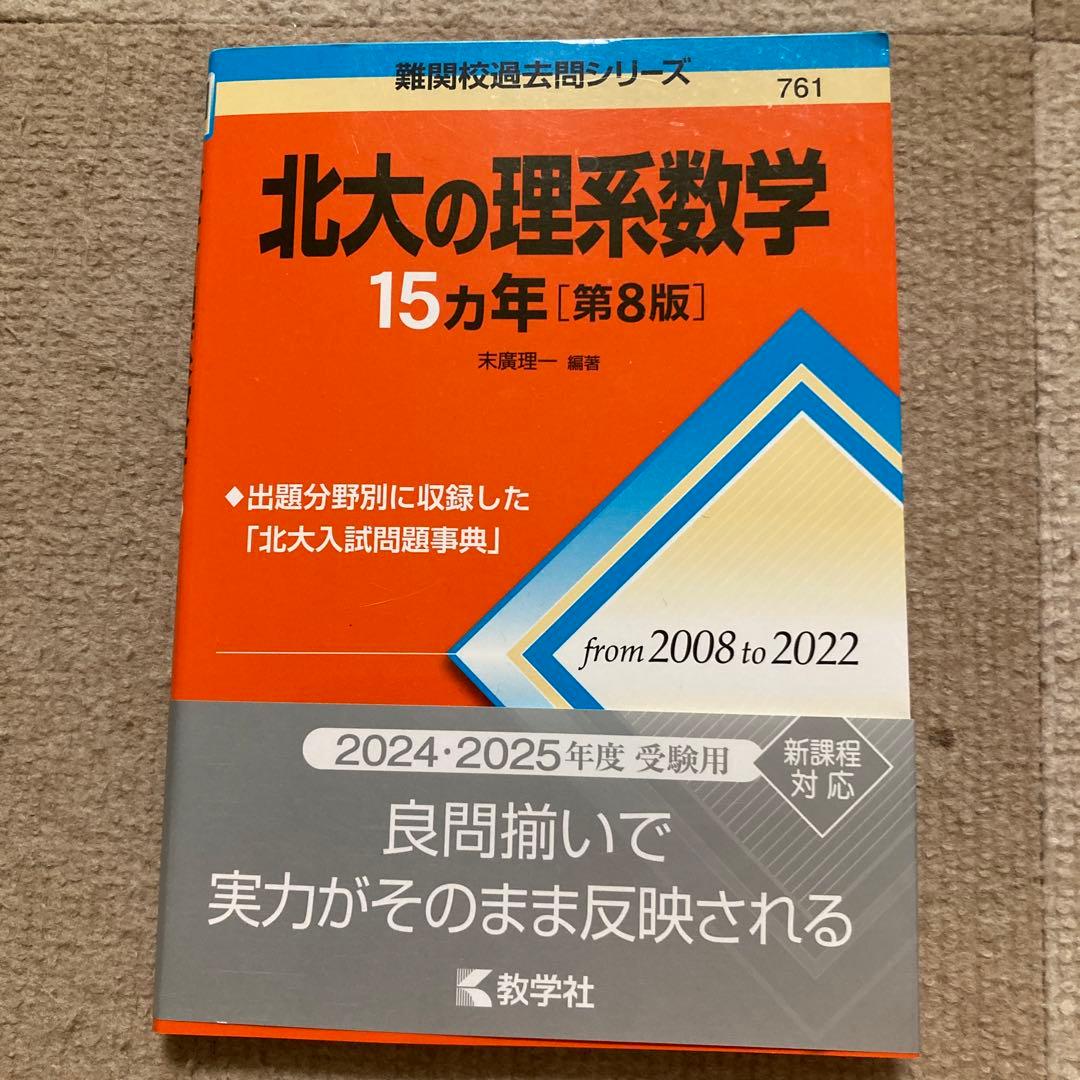 難関校過去問シリーズ
761
北大の理系数学
15カ年[第8版]
末廣理一 編著
◆出題分野別に収録した
「北大入試問題事典」
from 2008 to 2022
2024・2025年度 受験用
新課程
対応
良問揃いで
実力がそのまま反映される
教学社